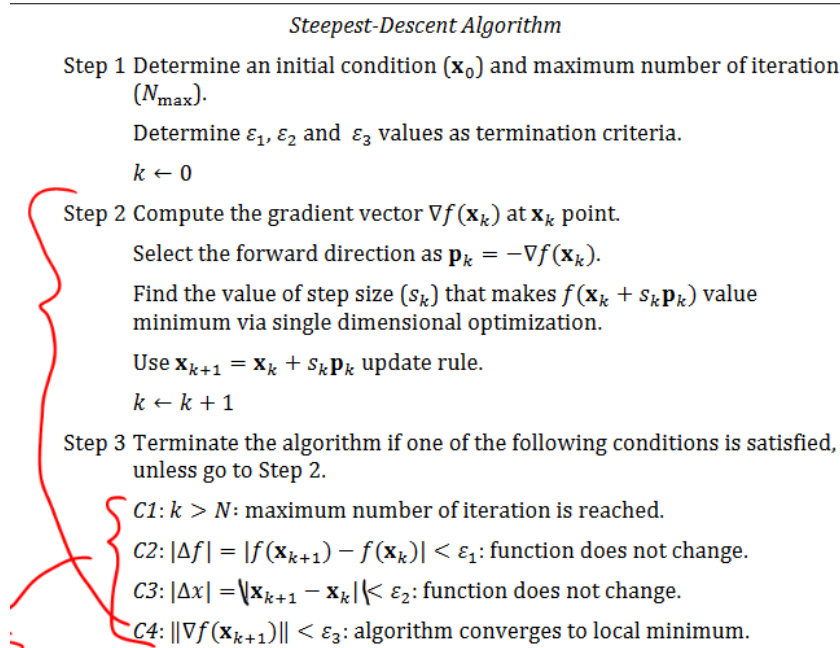 Steepest-Descent Algorithm
Step 1 Determine an initial condition (𝐱₀) and maximum number of iteration
(𝑁ₘₐₓ).
Determine 𝜀₁, 𝜀₂ and 𝜀₃ values as termination criteria.
𝑘 ← 0
Step 2 Compute the gradient vector ∇𝑓(𝐱ₖ) at 𝐱ₖ point.
Select the forward direction as 𝐩ₖ = −∇𝑓(𝐱ₖ).
Find the value of step size (𝑠ₖ) that makes 𝑓(𝐱ₖ + 𝑠ₖ𝐩ₖ) value
minimum via single dimensional optimization.
Use 𝐱ₖ₊₁ = 𝐱ₖ + 𝑠ₖ𝐩ₖ update rule.
𝑘 ← 𝑘 + 1
Step 3 Terminate the algorithm if one of the following conditions is satisfied,
unless go to Step 2.
C1: 𝑘 > 𝑁: maximum number of iteration is reached.
C2: |Δ𝑓| = |𝑓(𝐱ₖ₊₁) − 𝑓(𝐱ₖ)| < 𝜀₁: function does not change.
C3: |Δ𝑥| = ‖𝐱ₖ₊₁ − 𝐱ₖ‖ < 𝜀₂: function does not change.
C4: ‖∇𝑓(𝐱ₖ₊₁)‖ < 𝜀₃: algorithm converges to local minimum.